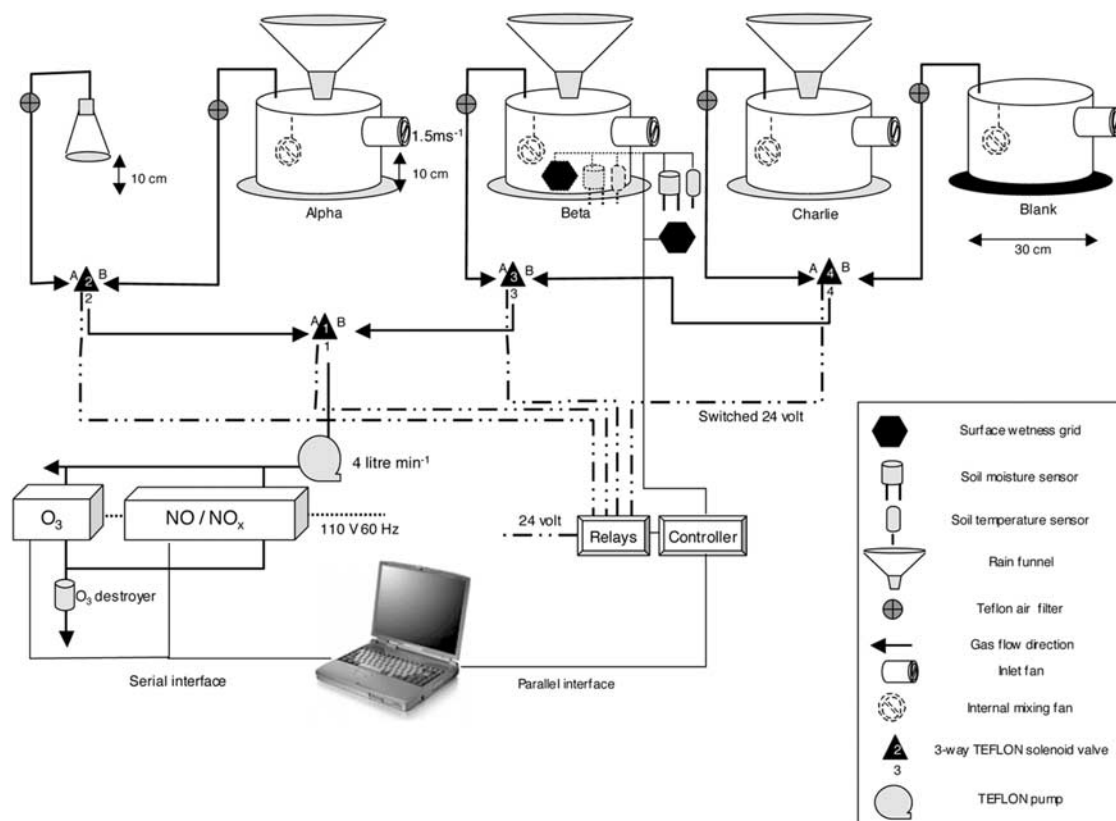 1.5ms⁻¹
10 cm
10 cm
Alpha
Beta
Charlie
Blank
30 cm
A 2 B
2
A 3 B
3
A 4 B
4
A 1 B
1
Switched 24 volt
4 litre min⁻¹
O₃
NO / NOₓ
110 V 60 Hz
24 volt
Relays
Controller
O₃ destroyer
Serial interface
Parallel interface
Surface wetness grid
Soil moisture sensor
Soil temperature sensor
Rain funnel
Teflon air filter
Gas flow direction
Inlet fan
Internal mixing fan
2
3
3-way TEFLON solenoid valve
TEFLON pump